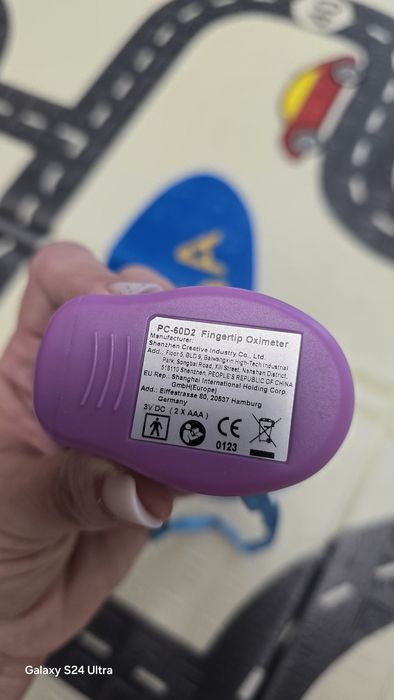 PC-60D2 Fingertip Oximeter
Manufacturer:
Shenzhen Creative Industry Co., Ltd.
Add.: Floor 5, BLD 9, Baiwangxin High-Tech Industrial
Park, Songbai Road, Xili Street, Nanshan District,
518110 Shenzhen, PEOPLE'S REPUBLIC OF CHINA
EU Rep.: Shanghai International Holding Corp.
GmbH(Europe)
Add.: Eiffestrasse 80, 20537 Hamburg
Germany
3V DC ( 2 X AAA )
CE
0123
A
Galaxy S24 Ultra